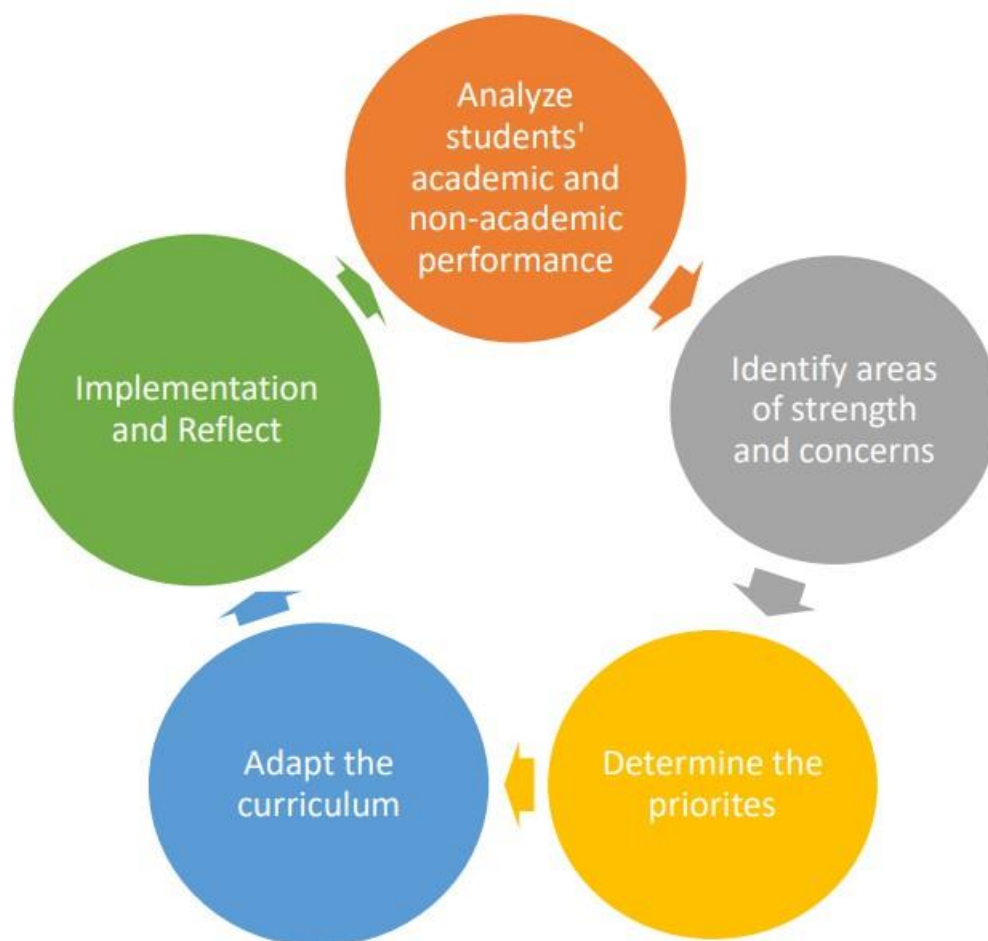 Analyze
students'
academic and
non-academic
performance
Identify areas
of strength
and concerns
Determine the
priorites
Adapt the
curriculum
Implementation
and Reflect